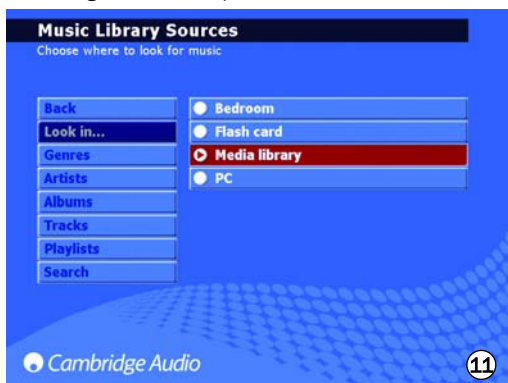 Music Library Sources
Choose where to look for music
Back
Look in...
Genres
Artists
Albums
Tracks
Playlists
Search
Bedroom
Flash card
Media library
PC
Cambridge Audio
11